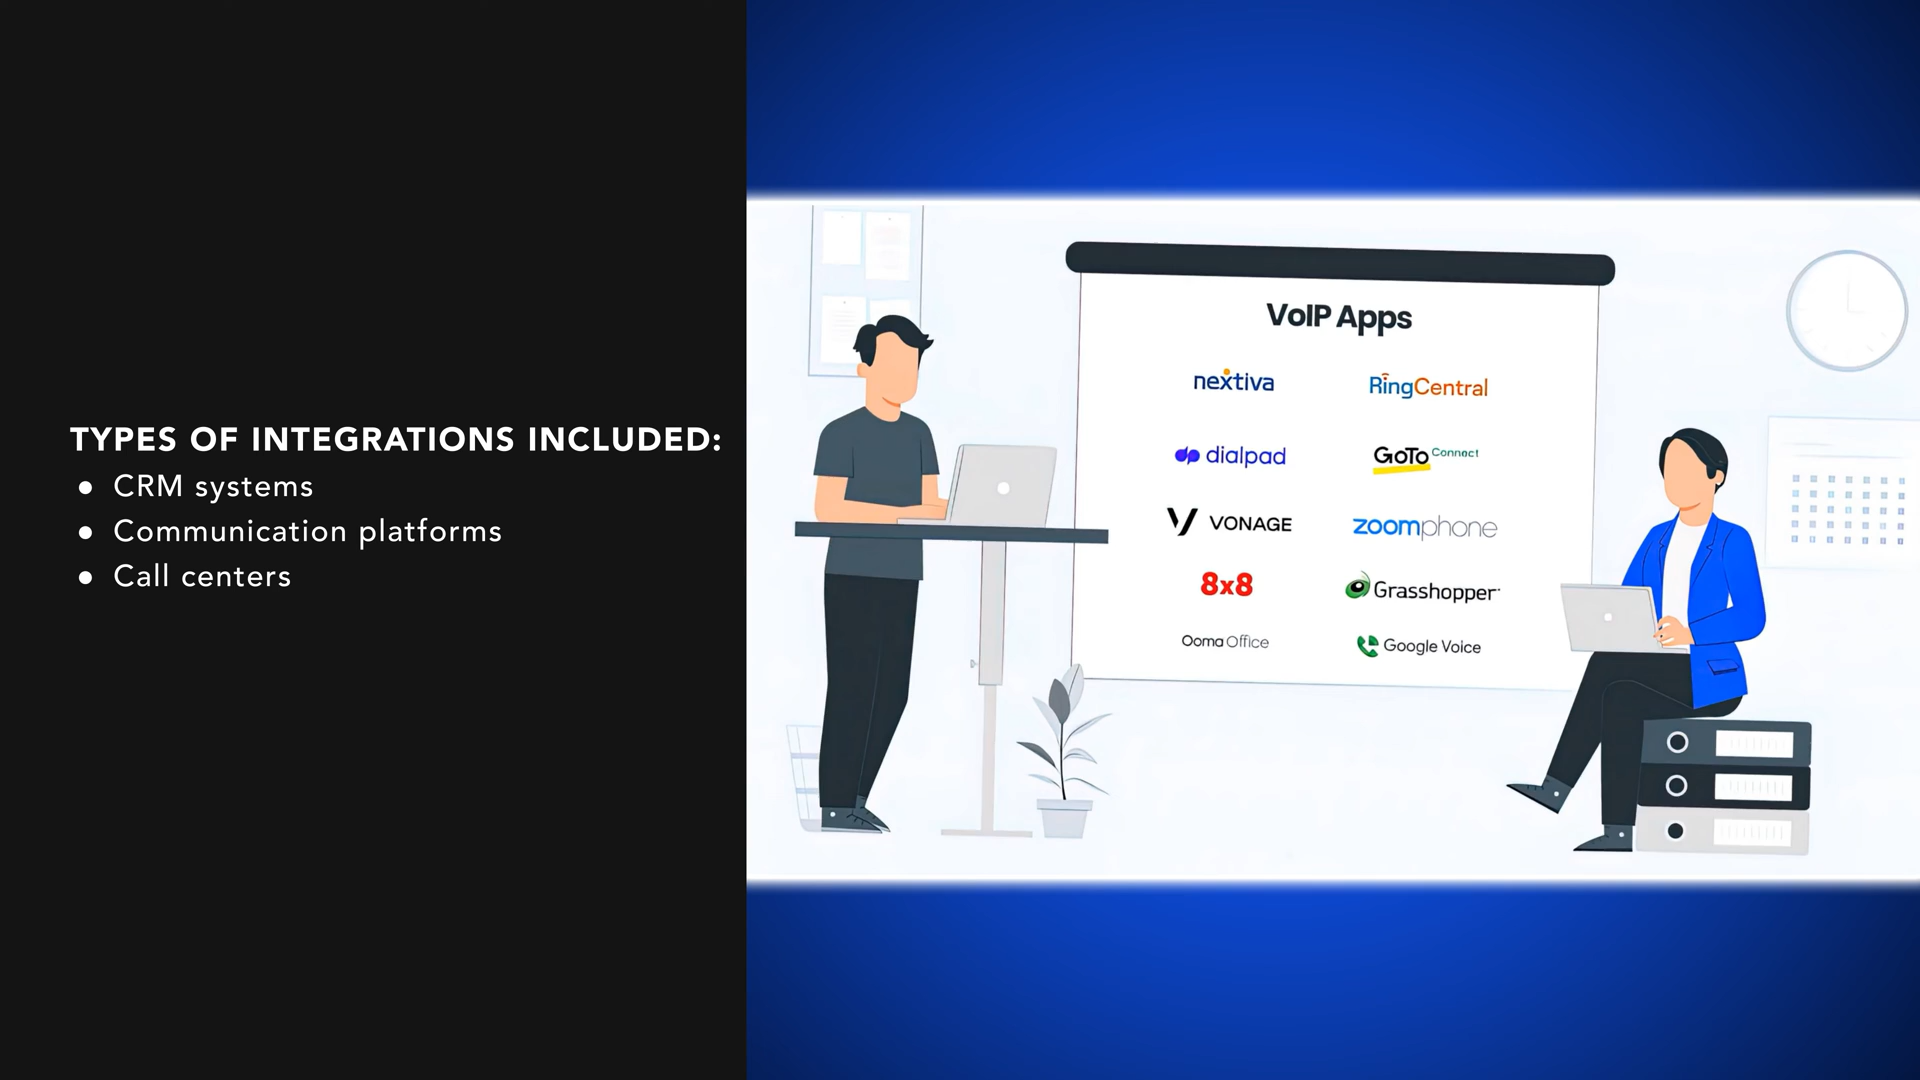 TYPES OF INTEGRATIONS INCLUDED:
● CRM systems
● Communication platforms
● Call centers
VoIP Apps
nextiva
RingCentral
dialpad
GoTo Connect
VONAGE
zoomphone
8x8
Grasshopper
Ooma Office
Google Voice